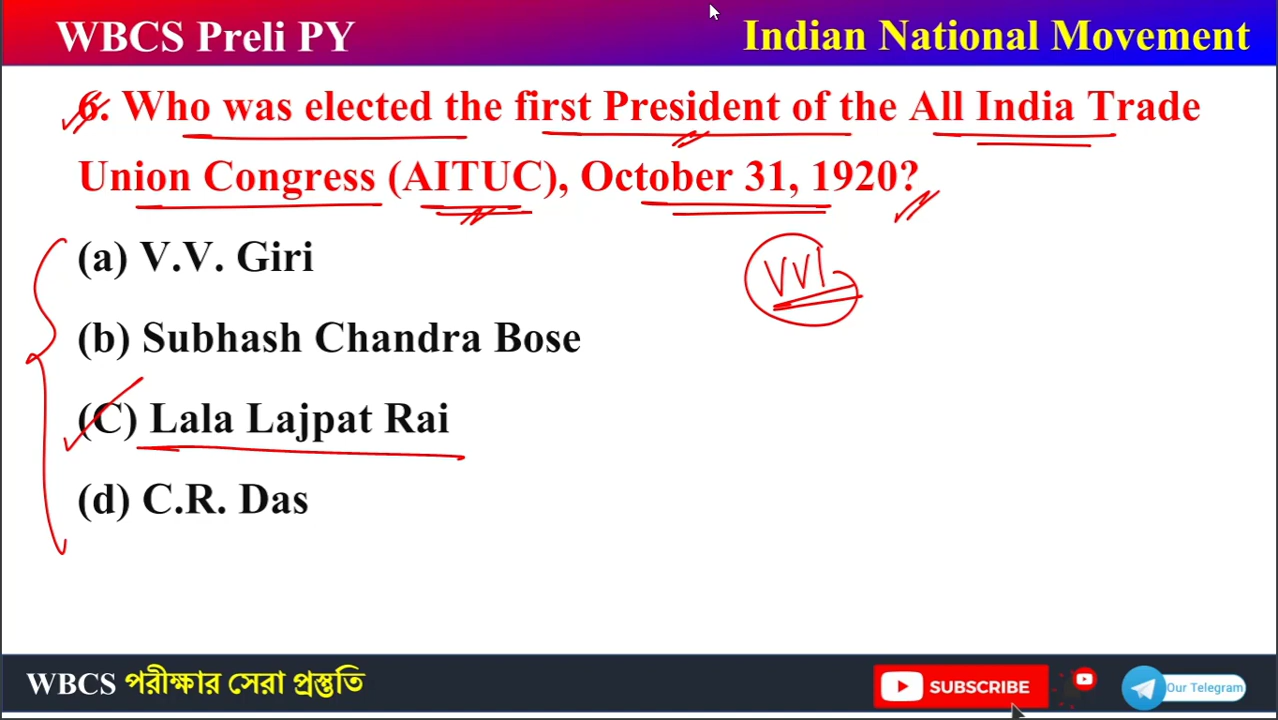 WBCS Preli PY
Indian National Movement
6. Who was elected the first President of the All India Trade
Union Congress (AITUC), October 31, 1920?
(a) V.V. Giri
VVI
(b) Subhash Chandra Bose
(C) Lala Lajpat Rai
(d) C.R. Das
WBCS পরীক্ষার সেরা প্রস্তুতি
SUBSCRIBE
Our Telegram